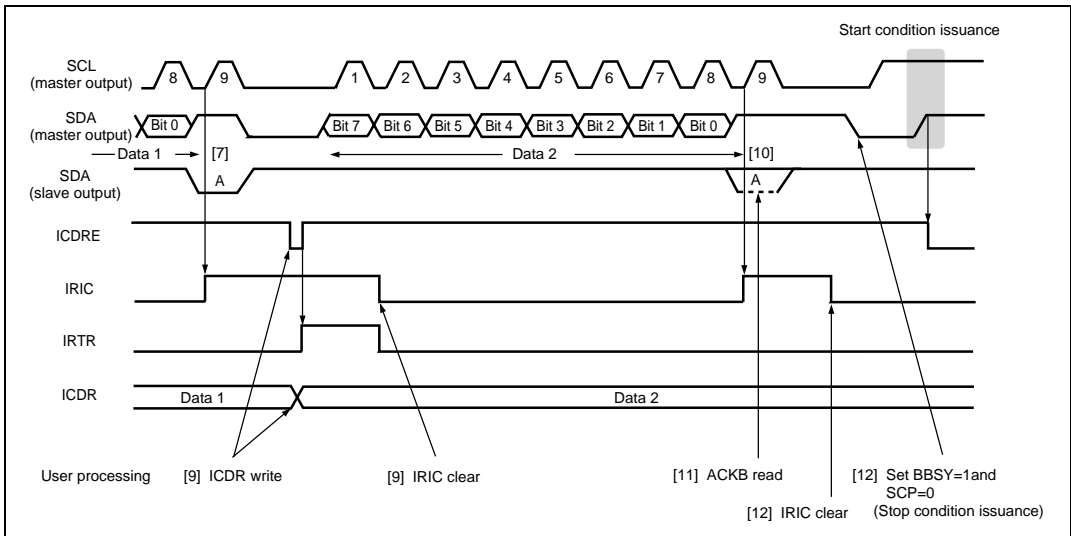 Start condition issuance
SCL
(master output)
8 9 1 2 3 4 5 6 7 8 9
SDA
(master output)
Bit 0 Bit 7 Bit 6 Bit 5 Bit 4 Bit 3 Bit 2 Bit 1 Bit 0
Data 1 [7] Data 2 [10]
SDA
(slave output)
A A
ICDRE
IRIC
IRTR
ICDR
Data 1 Data 2
User processing [9] ICDR write [9] IRIC clear [11] ACKB read [12] Set BBSY=1and
SCP=0
[12] IRIC clear (Stop condition issuance)